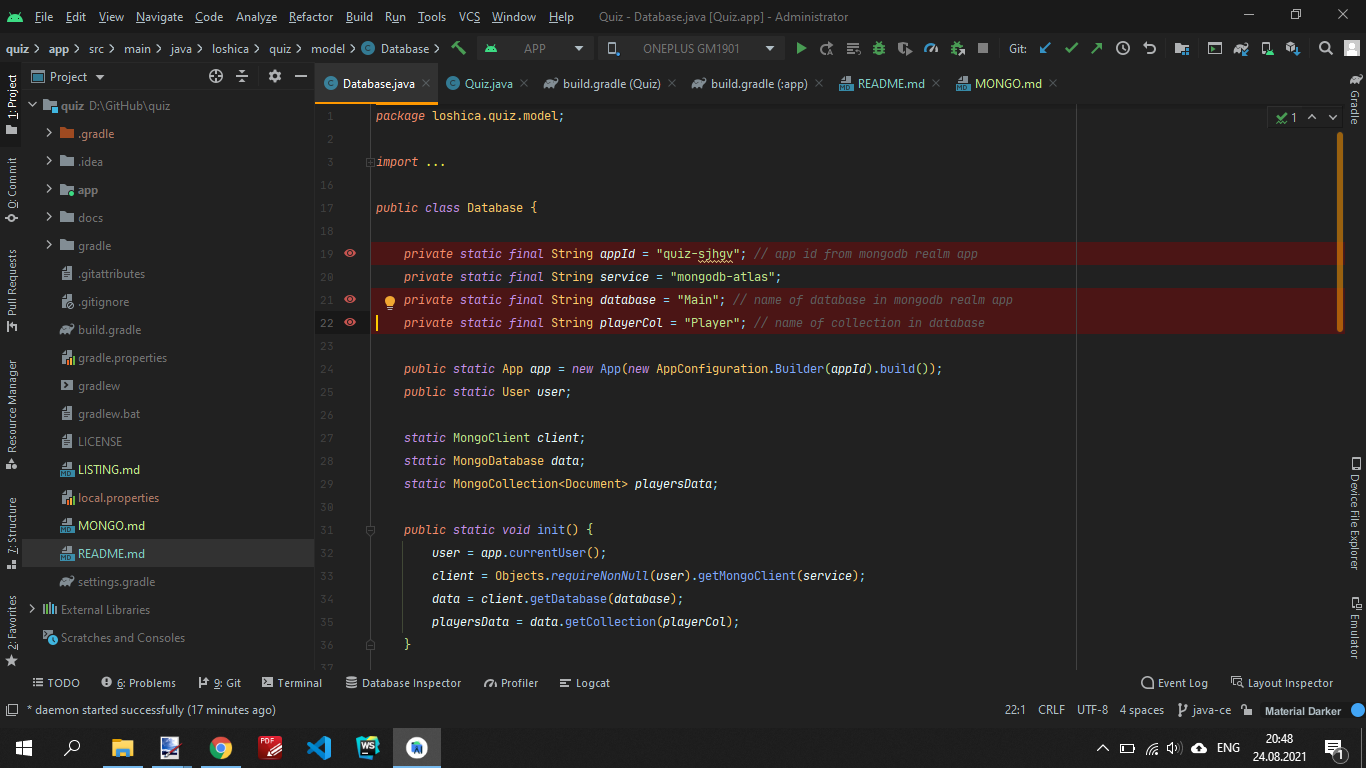 File Edit View Navigate Code Analyze Refactor Build Run Tools VCS Window Help Quiz - Database.java [Quiz.app] - Administrator
quiz app src main java loshica quiz model Database APP ONEPLUS GM1901 Git:
Project
Database.java Quiz.java build.gradle (Quiz) build.gradle (:app) README.md MONGO.md
1: Project
0: Commit
Pull Requests
Resource Manager
7: Structure
2: Favorites
quiz D:\GitHub\quiz
.gradle
.idea
app
docs
gradle
.gitattributes
.gitignore
build.gradle
gradle.properties
gradlew
gradlew.bat
LICENSE
LISTING.md
local.properties
MONGO.md
README.md
settings.gradle
External Libraries
Scratches and Consoles
1 package loshica.quiz.model;
2
3 import ...
16
17 public class Database {
18
19 private static final String appId = "quiz-sjhgv"; // app id from mongodb realm app
20 private static final String service = "mongodb-atlas";
21 private static final String database = "Main"; // name of database in mongodb realm app
22 private static final String playerCol = "Player"; // name of collection in database
23
24 public static App app = new App(new AppConfiguration.Builder(appId).build());
25 public static User user;
26
27 static MongoClient client;
28 static MongoDatabase data;
29 static MongoCollection<Document> playersData;
30
31 public static void init() {
32 user = app.currentUser();
33 client = Objects.requireNonNull(user).getMongoClient(service);
34 data = client.getDatabase(database);
35 playersData = data.getCollection(playerCol);
36 }
37
1
Gradle
Device File Explorer
Emulator
TODO 6: Problems 9: Git Terminal Database Inspector Profiler Logcat Event Log Layout Inspector
* daemon started successfully (17 minutes ago) 22:1 CRLF UTF-8 4 spaces java-ce Material Darker
PDF WS ENG 20:48
24.08.2021
1